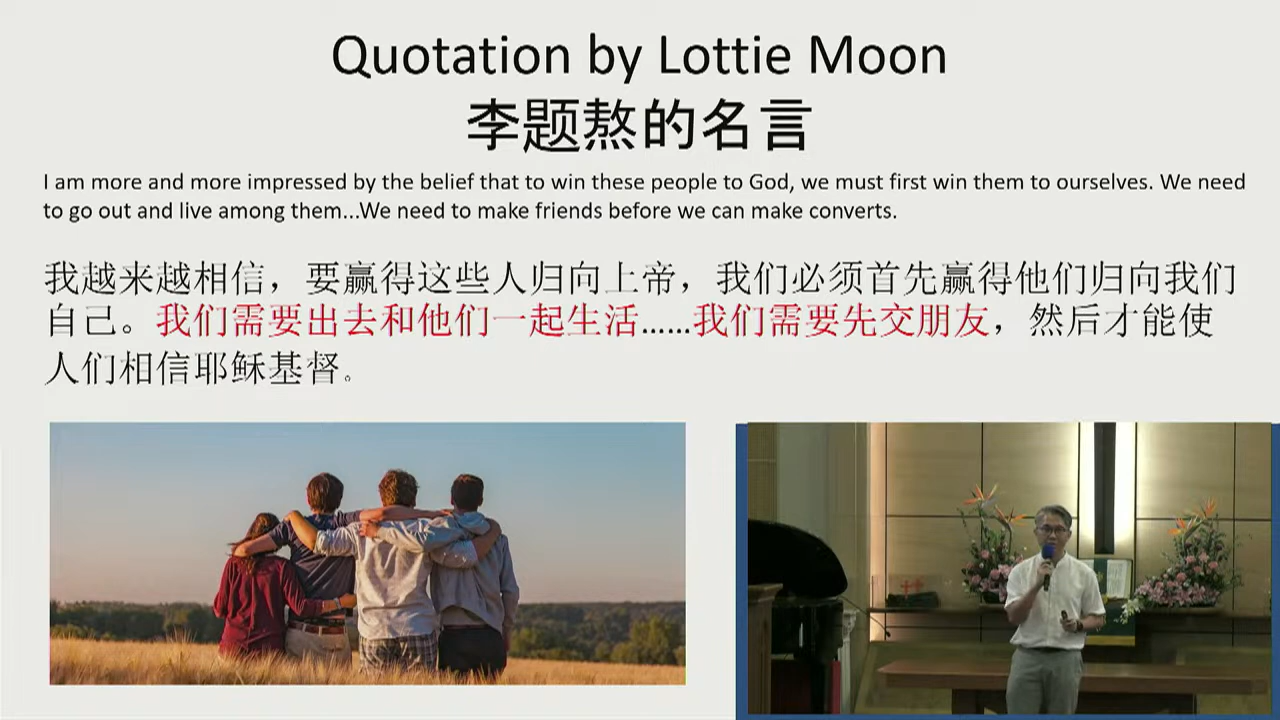 Quotation by Lottie Moon
李题熬的名言
I am more and more impressed by the belief that to win these people to God, we must first win them to ourselves. We need
to go out and live among them...We need to make friends before we can make converts.
我越来越相信，要赢得这些人归向上帝，我们必须首先赢得他们归向我们
自己。我们需要出去和他们一起生活......我们需要先交朋友，然后才能使
人们相信耶稣基督。